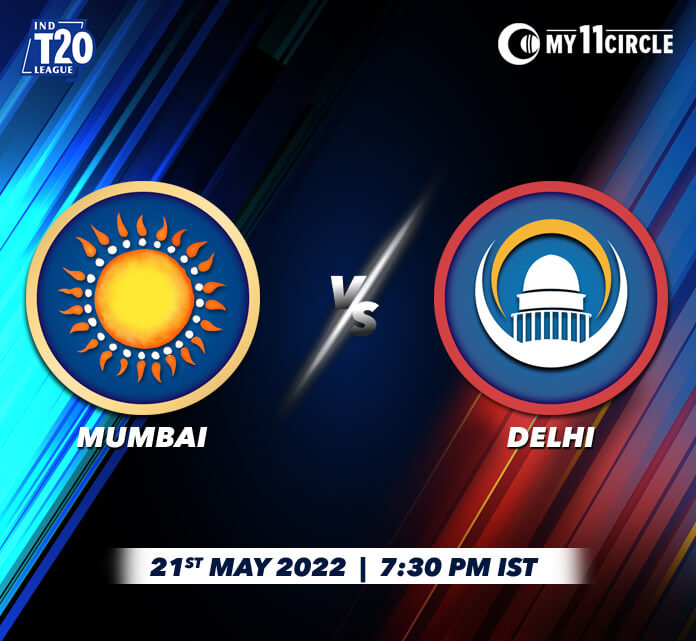 IND
T20
LEAGUE
MY11CIRCLE
VS
MUMBAI
DELHI
21ST MAY 2022 | 7:30 PM IST